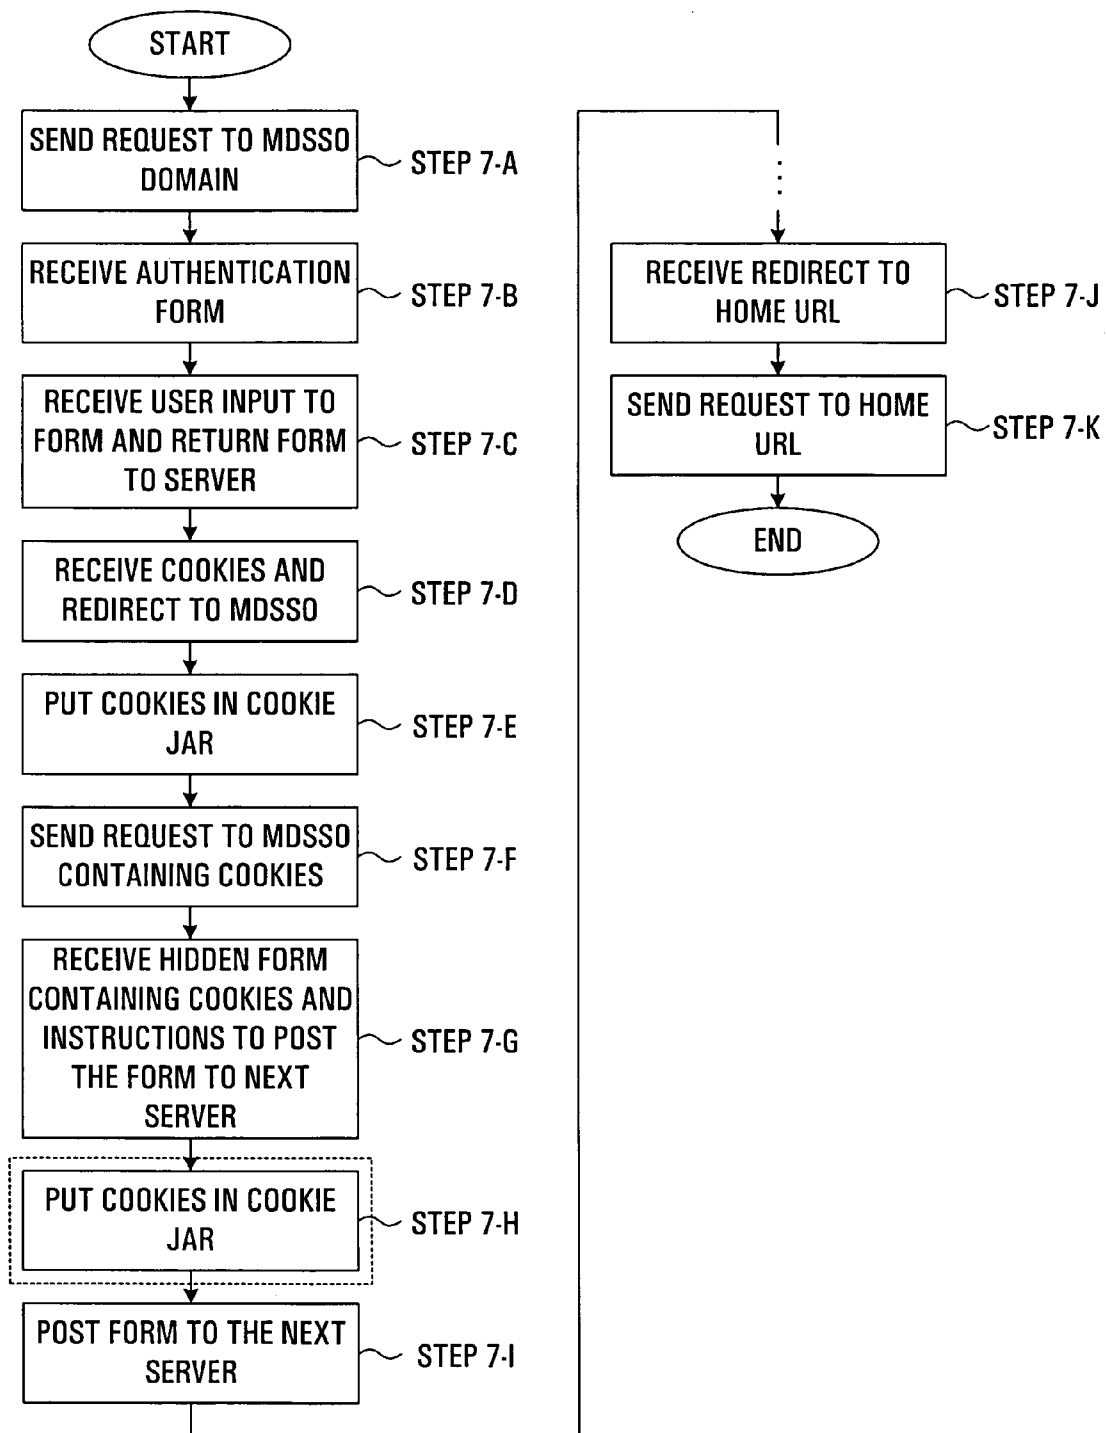 START
SEND REQUEST TO MDSSO
DOMAIN
STEP 7-A
RECEIVE AUTHENTICATION
FORM
STEP 7-B
RECEIVE USER INPUT TO
FORM AND RETURN FORM
TO SERVER
STEP 7-C
RECEIVE COOKIES AND
REDIRECT TO MDSSO
STEP 7-D
PUT COOKIES IN COOKIE
JAR
STEP 7-E
SEND REQUEST TO MDSSO
CONTAINING COOKIES
STEP 7-F
RECEIVE HIDDEN FORM
CONTAINING COOKIES AND
INSTRUCTIONS TO POST
THE FORM TO NEXT
SERVER
STEP 7-G
PUT COOKIES IN COOKIE
JAR
STEP 7-H
POST FORM TO THE NEXT
SERVER
STEP 7-I
RECEIVE REDIRECT TO
HOME URL
STEP 7-J
SEND REQUEST TO HOME
URL
STEP 7-K
END